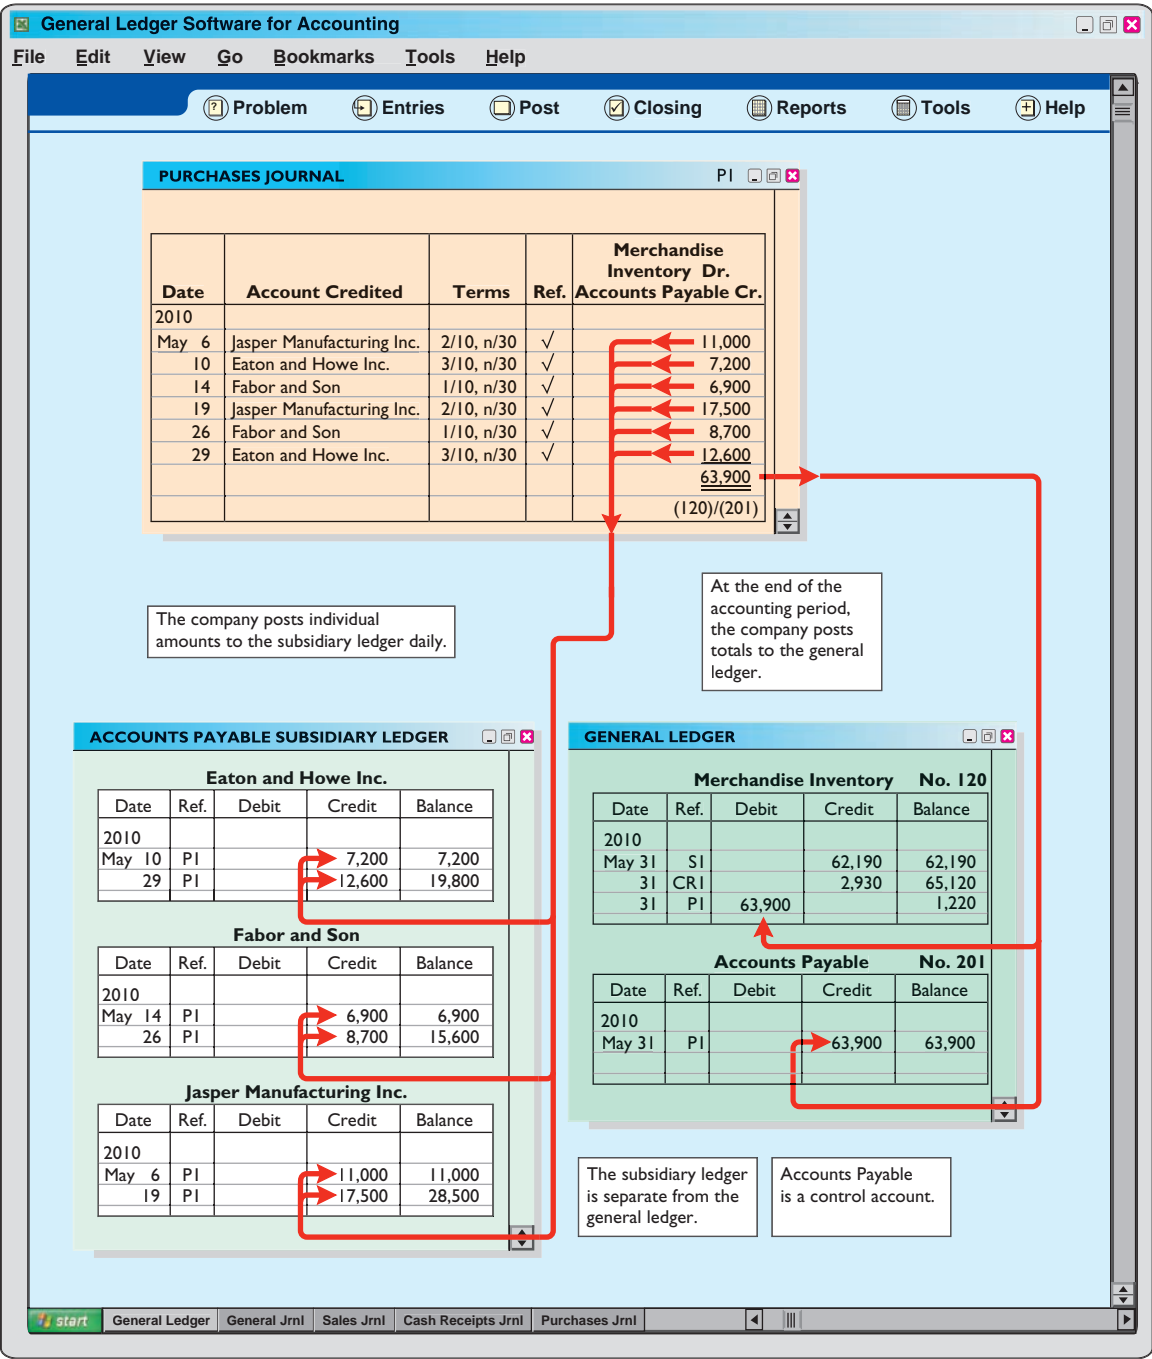 General Ledger Software for Accounting
File Edit View Go Bookmarks Tools Help
? Problem Entries Post Closing Reports Tools Help
PURCHASES JOURNAL P1
Merchandise
Inventory Dr.
Date Account Credited Terms Ref. Accounts Payable Cr.
2010
May 6 Jasper Manufacturing Inc. 2/10, n/30 √ 11,000
10 Eaton and Howe Inc. 3/10, n/30 √ 7,200
14 Fabor and Son 1/10, n/30 √ 6,900
19 Jasper Manufacturing Inc. 2/10, n/30 √ 17,500
26 Fabor and Son 1/10, n/30 √ 8,700
29 Eaton and Howe Inc. 3/10, n/30 √ 12,600
63,900
(120)/(201)
The company posts individual
amounts to the subsidiary ledger daily.
At the end of the
accounting period,
the company posts
totals to the general
ledger.
ACCOUNTS PAYABLE SUBSIDIARY LEDGER
Eaton and Howe Inc.
Date Ref. Debit Credit Balance
2010
May 10 P1 7,200 7,200
29 P1 12,600 19,800
Fabor and Son
Date Ref. Debit Credit Balance
2010
May 14 P1 6,900 6,900
26 P1 8,700 15,600
Jasper Manufacturing Inc.
Date Ref. Debit Credit Balance
2010
May 6 P1 11,000 11,000
19 P1 17,500 28,500
GENERAL LEDGER
Merchandise Inventory No. 120
Date Ref. Debit Credit Balance
2010
May 31 S1 62,190 62,190
31 CR1 2,930 65,120
31 P1 63,900 1,220
Accounts Payable No. 201
Date Ref. Debit Credit Balance
2010
May 31 P1 63,900 63,900
The subsidiary ledger
is separate from the
general ledger.
Accounts Payable
is a control account.
start General Ledger General Jrnl Sales Jrnl Cash Receipts Jrnl Purchases Jrnl